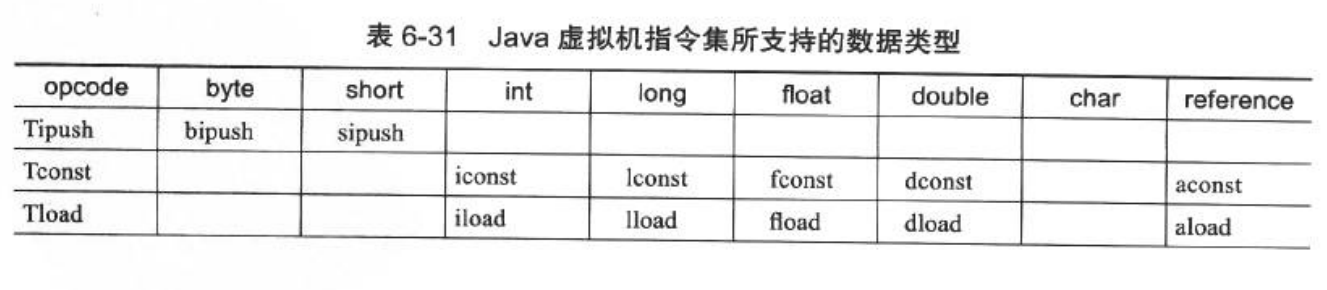 表 6-31 Java 虚拟机指令集所支持的数据类型
opcode byte short int long float double char reference
Tipush bipush sipush
Tconst iconst lconst fconst dconst aconst
Tload iload lload fload dload aload